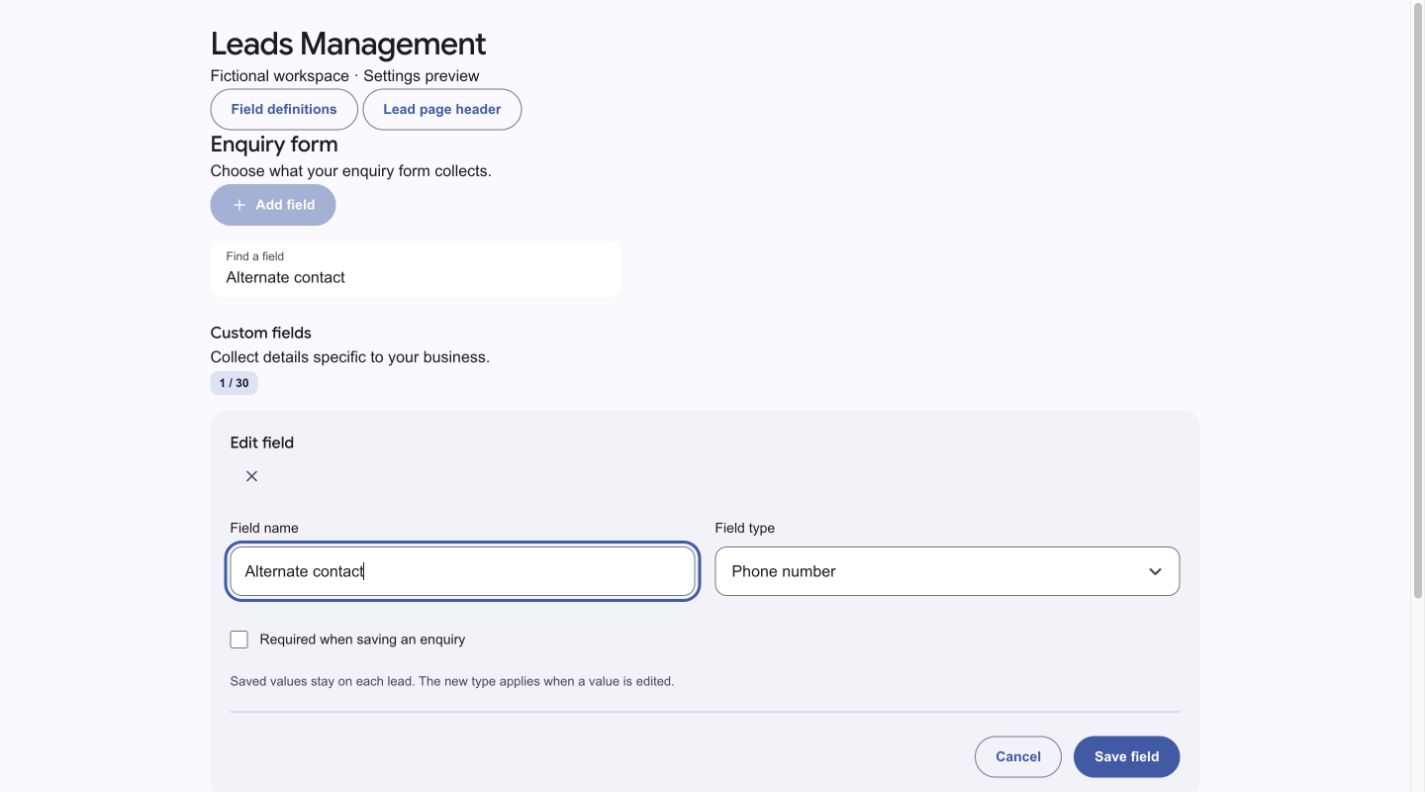 Leads Management
Fictional workspace · Settings preview
Field definitions
Lead page header
Enquiry form
Choose what your enquiry form collects.
+ Add field
Find a field
Alternate contact
Custom fields
Collect details specific to your business.
1 / 30
Edit field
Field name
Field type
Alternate contact
Phone number
Required when saving an enquiry
Saved values stay on each lead. The new type applies when a value is edited.
Cancel
Save field